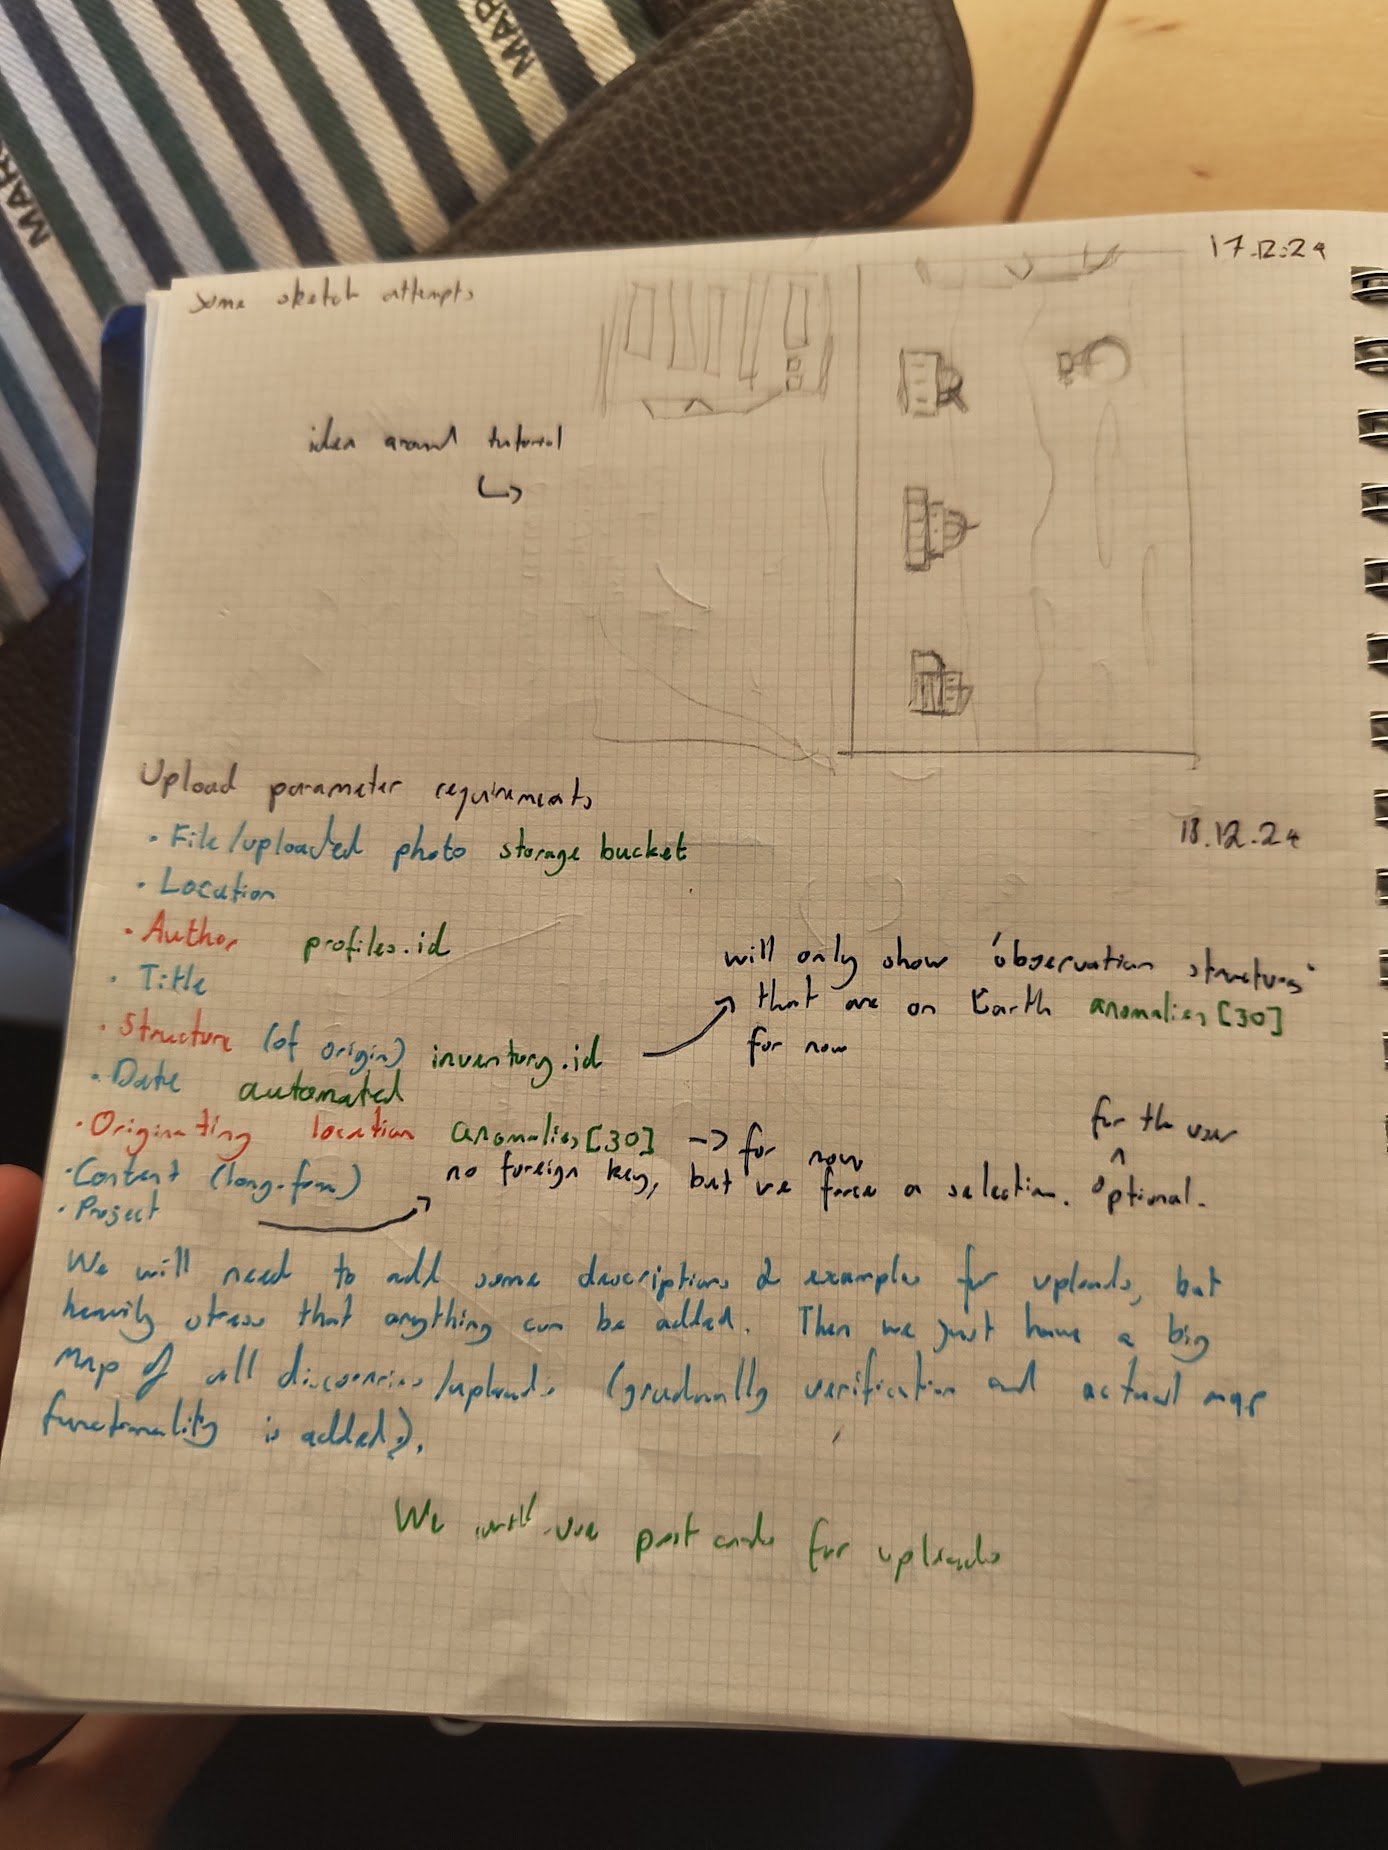 MAR
MAR
17.12.24
some sketch attempts
idea around tutorial
Upload parameter requirements
18.12.24
• File/uploaded photo storage bucket
• Location
• Author profiles.id
• Title
will only show 'observation structures'
that are on Earth anomalies[30]
for now
• Structure (of origin) inventory.id
• Date automated
• Originating location anomalies[30] -> for now
for the user
• Content (long-form) no foreign key, but we force a selection. optional.
• Project
We will need to add some descriptions & examples for uploads, but
heavily stress that anything can be added. Then we just have a big
map of all discoveries/uploads (gradually verification and actual map
functionality is added).
We will use post cards for uploads